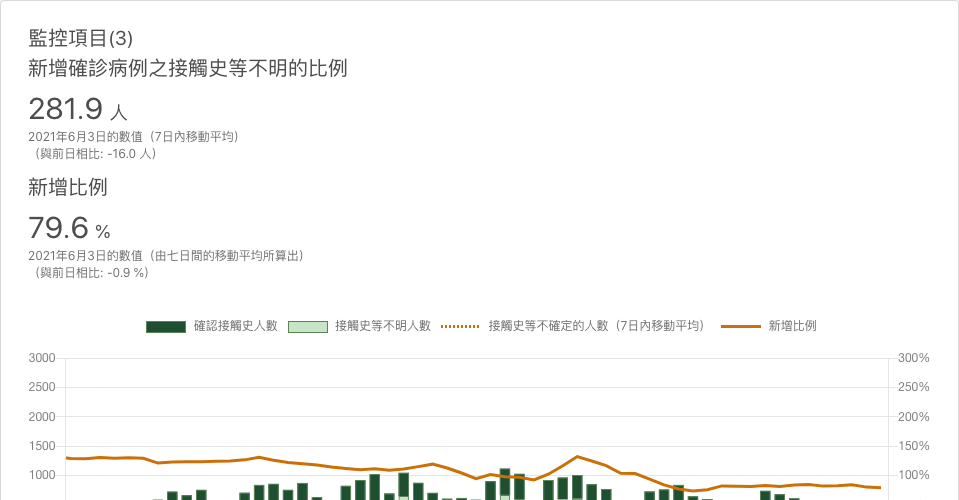 監控項目(3)
新增確診病例之接觸史等不明的比例
281.9 人
2021年6月3日的數值（7日內移動平均）
（與前日相比: -16.0 人）
新增比例
79.6 %
2021年6月3日的數值（由七日間的移動平均所算出）
（與前日相比: -0.9 %）
確認接觸史人數 接觸史等不明人數 接觸史等不確定的人數（7日內移動平均） 新增比例
3000 300%
2500 250%
2000 200%
1500 150%
1000 100%